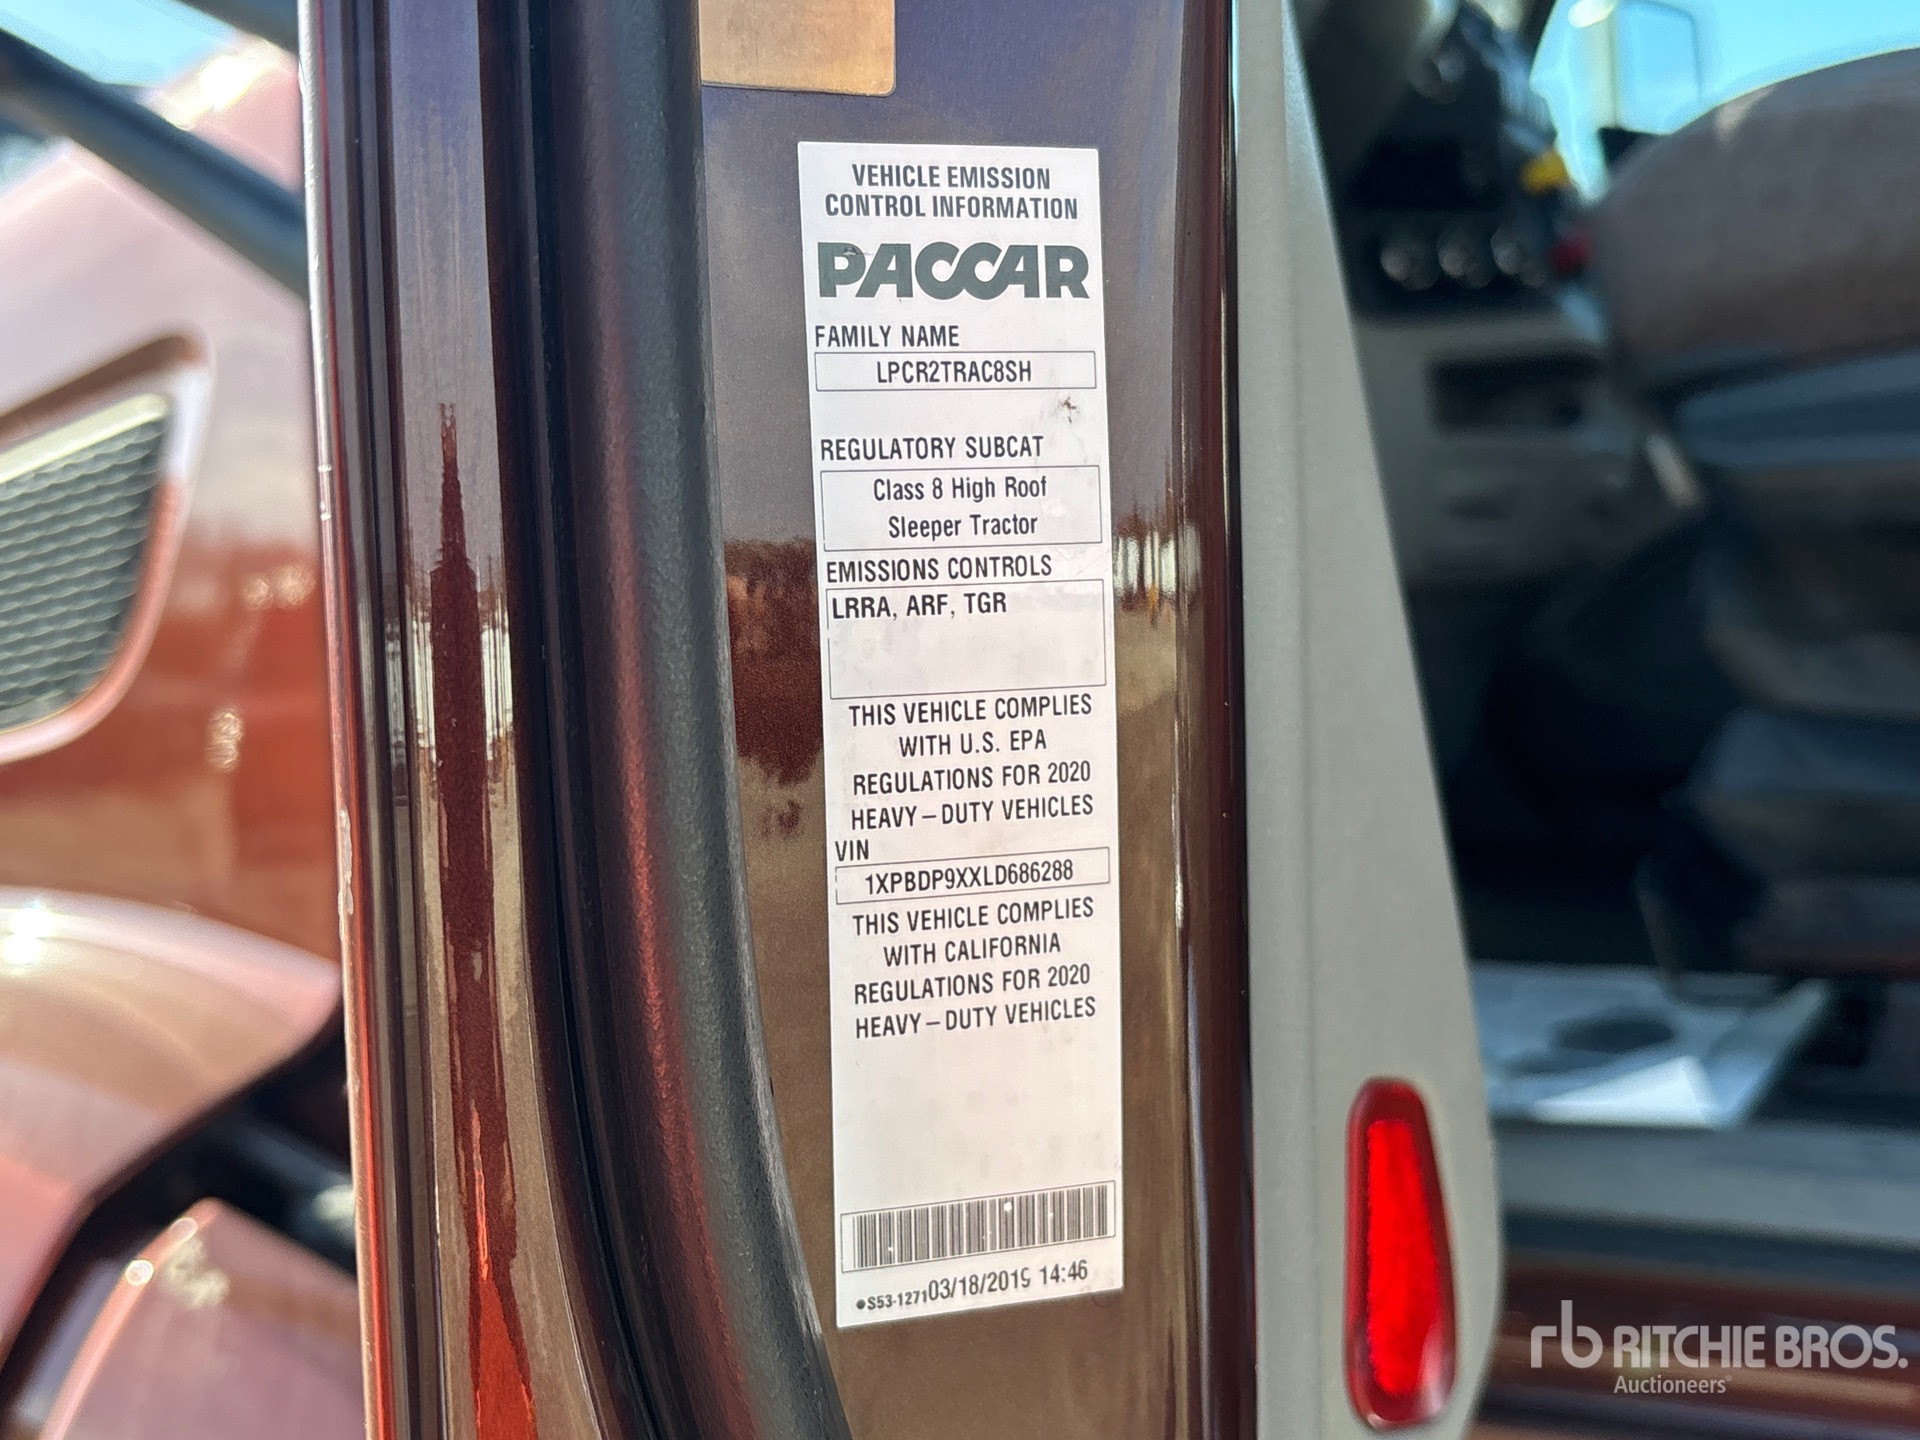 VEHICLE EMISSION
CONTROL INFORMATION
PACCAR
FAMILY NAME
LPCR2TRAC8SH
REGULATORY SUBCAT
Class 8 High Roof
Sleeper Tractor
EMISSIONS CONTROLS
LRRA, ARF, TGR
THIS VEHICLE COMPLIES
WITH U.S. EPA
REGULATIONS FOR 2020
HEAVY-DUTY VEHICLES
VIN
1XPBDP9XXLD686288
THIS VEHICLE COMPLIES
WITH CALIFORNIA
REGULATIONS FOR 2020
HEAVY-DUTY VEHICLES
●S53-1271 03/18/2019 14:46
rb RITCHIE BROS.
Auctioneers